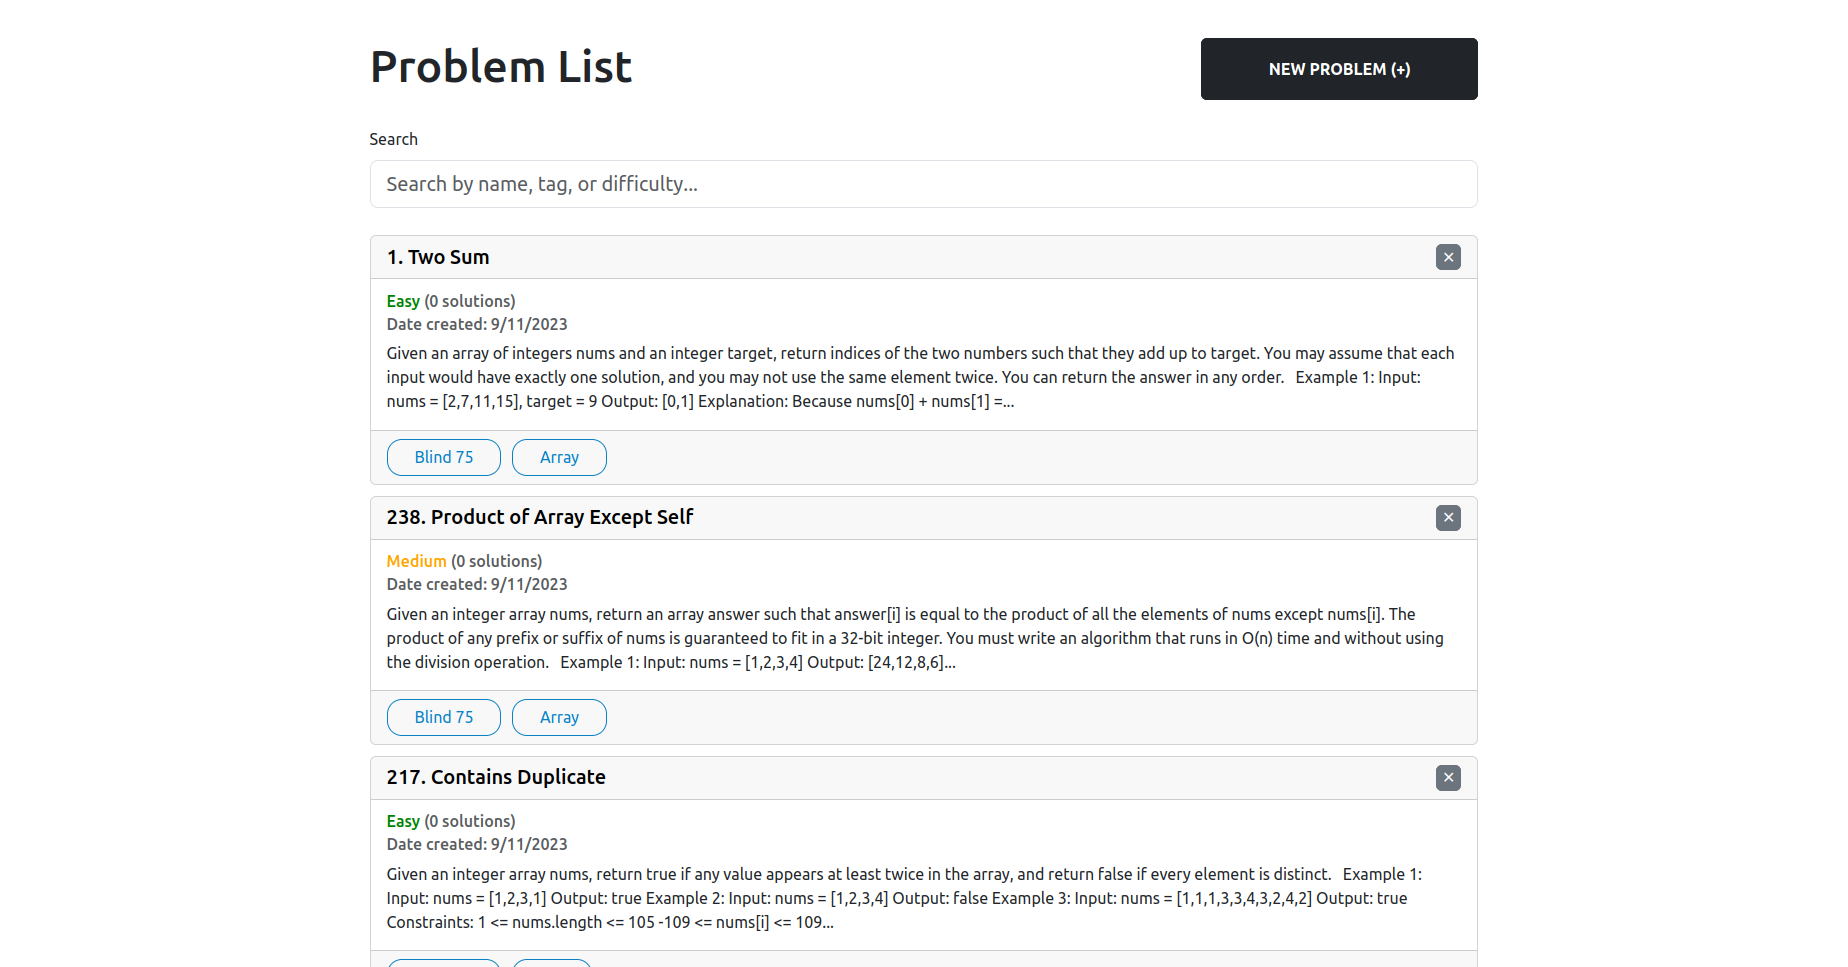 Problem List
NEW PROBLEM (+)
Search
Search by name, tag, or difficulty...
1. Two Sum
×
Easy (0 solutions)
Date created: 9/11/2023
Given an array of integers nums and an integer target, return indices of the two numbers such that they add up to target. You may assume that each
input would have exactly one solution, and you may not use the same element twice. You can return the answer in any order.   Example 1: Input:
nums = [2,7,11,15], target = 9 Output: [0,1] Explanation: Because nums[0] + nums[1] =...
Blind 75 Array
238. Product of Array Except Self
×
Medium (0 solutions)
Date created: 9/11/2023
Given an integer array nums, return an array answer such that answer[i] is equal to the product of all the elements of nums except nums[i]. The
product of any prefix or suffix of nums is guaranteed to fit in a 32-bit integer. You must write an algorithm that runs in O(n) time and without using
the division operation.   Example 1: Input: nums = [1,2,3,4] Output: [24,12,8,6]...
Blind 75 Array
217. Contains Duplicate
×
Easy (0 solutions)
Date created: 9/11/2023
Given an integer array nums, return true if any value appears at least twice in the array, and return false if every element is distinct.   Example 1:
Input: nums = [1,2,3,1] Output: true Example 2: Input: nums = [1,2,3,4] Output: false Example 3: Input: nums = [1,1,1,3,3,4,3,2,4,2] Output: true
Constraints: 1 <= nums.length <= 105 -109 <= nums[i] <= 109...